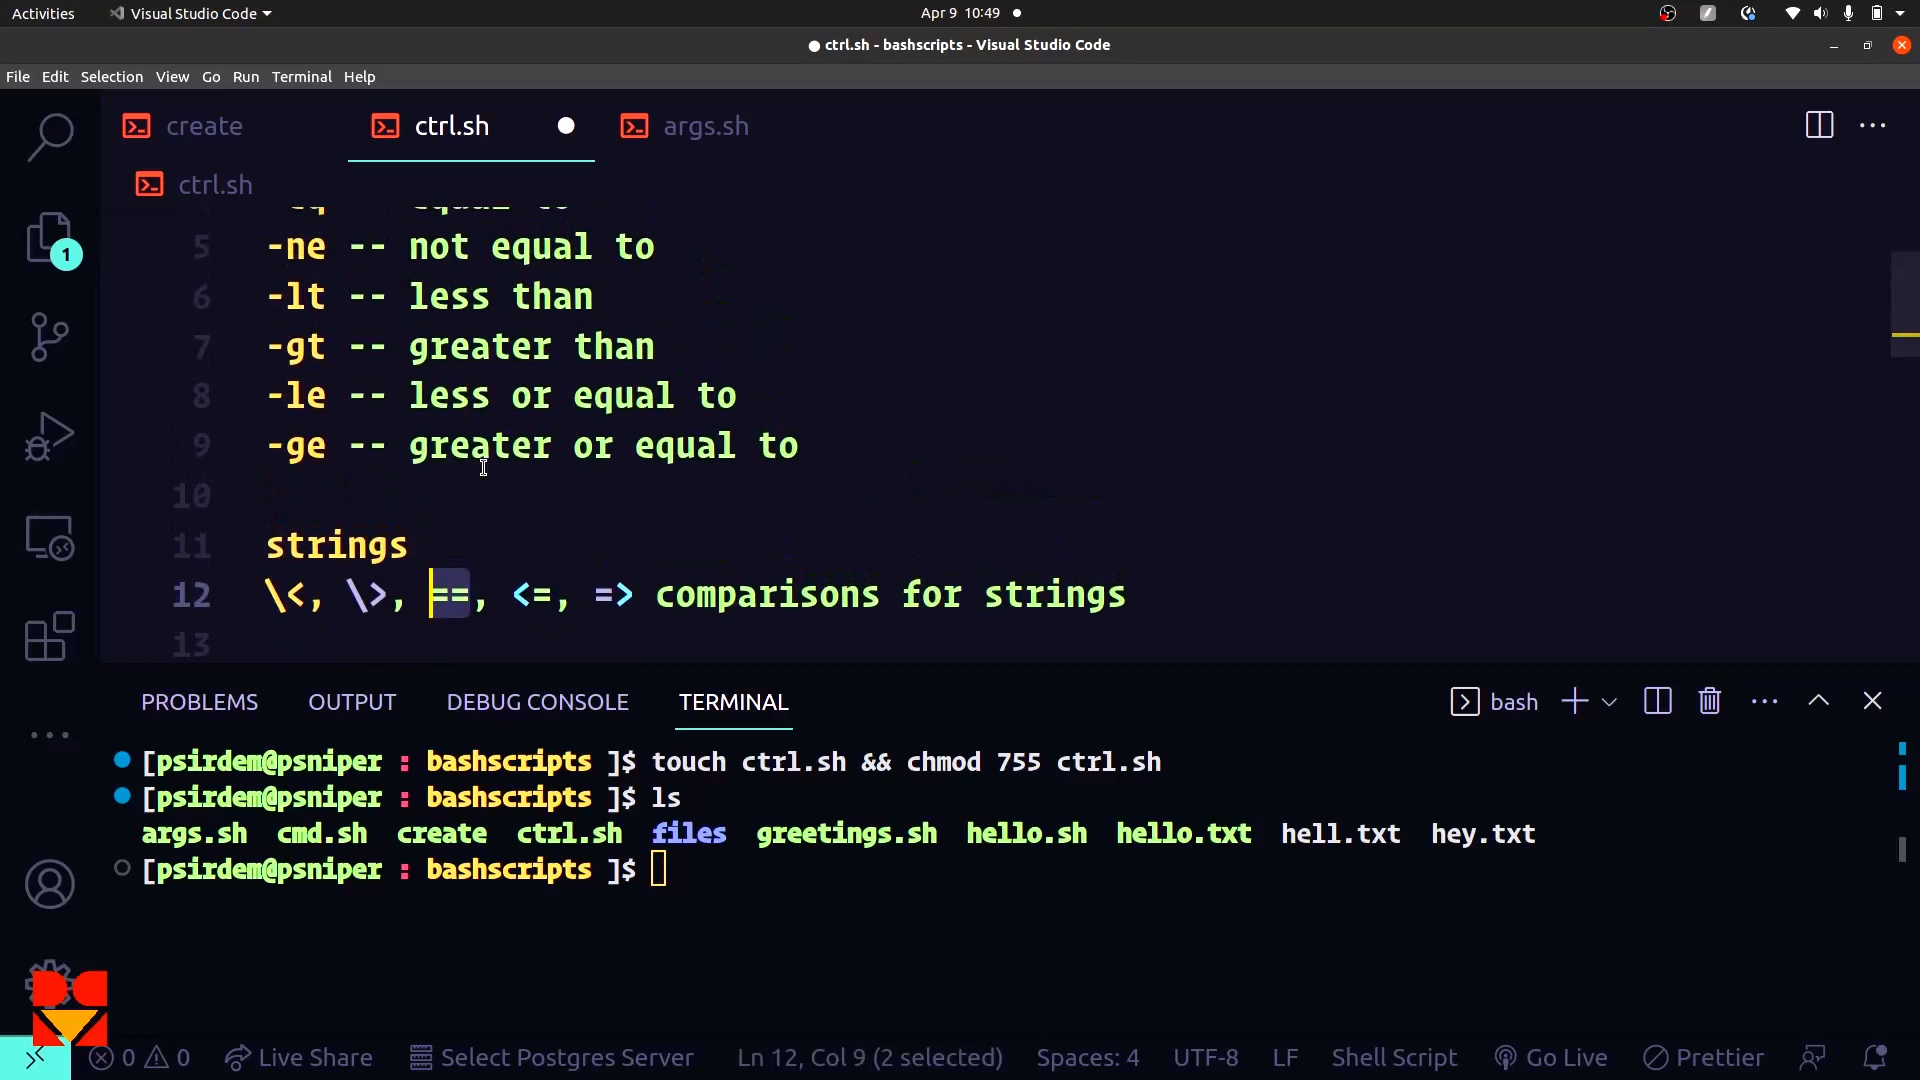 Activities Visual Studio Code Apr 9 10:49
ctrl.sh - bashscripts - Visual Studio Code
File Edit Selection View Go Run Terminal Help
create ctrl.sh args.sh
ctrl.sh
5 -ne -- not equal to
6 -lt -- less than
7 -gt -- greater than
8 -le -- less or equal to
9 -ge -- greater or equal to
10
11 strings
12 \<, \>, ==, <=, => comparisons for strings
13
1
PROBLEMS OUTPUT DEBUG CONSOLE TERMINAL bash
[psirdem@psniper : bashscripts ]$ touch ctrl.sh && chmod 755 ctrl.sh
[psirdem@psniper : bashscripts ]$ ls
args.sh cmd.sh create ctrl.sh files greetings.sh hello.sh hello.txt hell.txt hey.txt
[psirdem@psniper : bashscripts ]$
0 0 Live Share Select Postgres Server Ln 12, Col 9 (2 selected) Spaces: 4 UTF-8 LF Shell Script Go Live Prettier